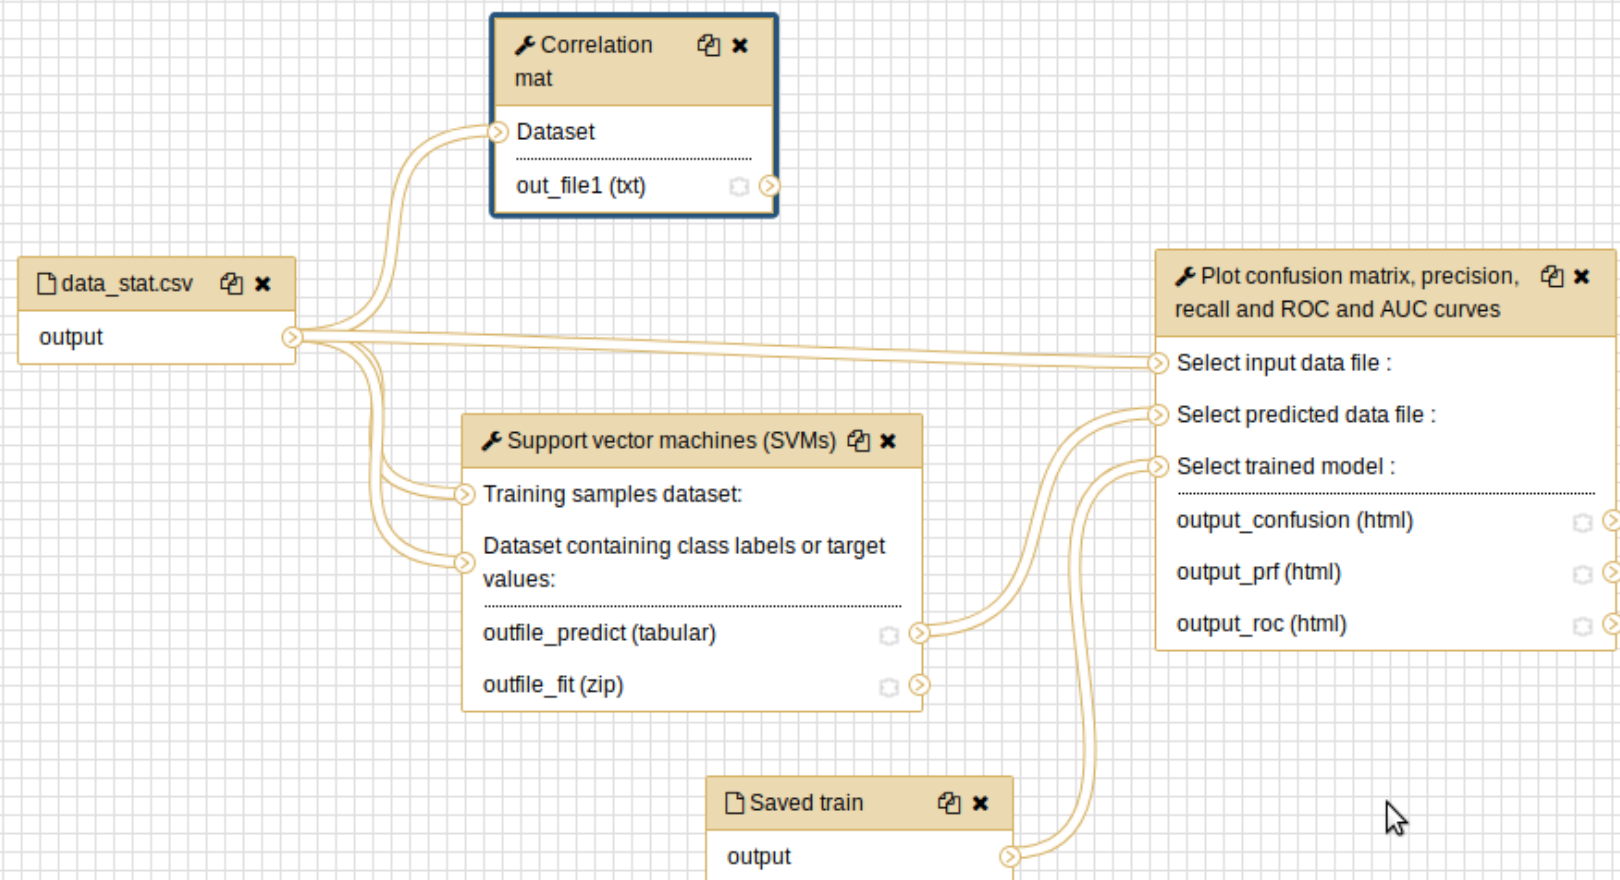 Correlation
mat
Dataset
out_file1 (txt)
data_stat.csv
output
Plot confusion matrix, precision,
recall and ROC and AUC curves
Select input data file :
Select predicted data file :
Select trained model :
output_confusion (html)
output_prf (html)
output_roc (html)
Support vector machines (SVMs)
Training samples dataset:
Dataset containing class labels or target
values:
outfile_predict (tabular)
outfile_fit (zip)
Saved train
output